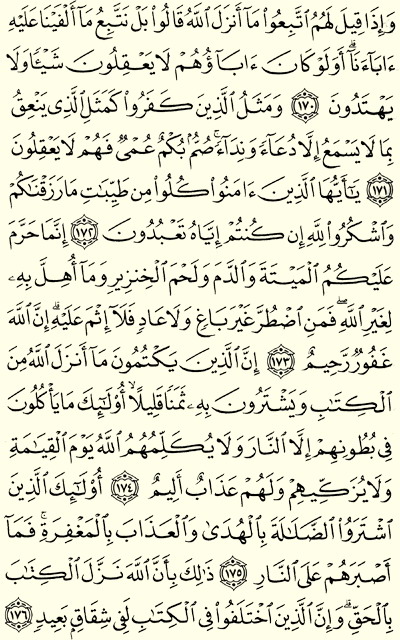 وَإِذَا قِيلَ لَهُمُ ٱتَّبِعُوا۟ مَآ أَنزَلَ ٱللَّهُ قَالُوا۟ بَلْ نَتَّبِعُ مَآ أَلْفَيْنَا عَلَيْهِ
ءَابَآءَنَآ ۗ أَوَلَوْ كَانَ ءَابَآؤُهُمْ لَا يَعْقِلُونَ شَيْـًٔا وَلَا
يَهْتَدُونَ ١٧٠ وَمَثَلُ ٱلَّذِينَ كَفَرُوا۟ كَمَثَلِ ٱلَّذِى يَنْعِقُ
بِمَا لَا يَسْمَعُ إِلَّا دُعَآءً وَنِدَآءً ۚ صُمٌّۢ بُكْمٌ عُمْىٌ فَهُمْ لَا يَعْقِلُونَ
١٧١ يَـٰٓأَيُّهَا ٱلَّذِينَ ءَامَنُوا۟ كُلُوا۟ مِن طَيِّبَـٰتِ مَا رَزَقْنَـٰكُمْ
وَٱشْكُرُوا۟ لِلَّهِ إِن كُنتُمْ إِيَّاهُ تَعْبُدُونَ ١٧٢ إِنَّمَا حَرَّمَ
عَلَيْكُمُ ٱلْمَيْتَةَ وَٱلدَّمَ وَلَحْمَ ٱلْخِنزِيرِ وَمَآ أُهِلَّ بِهِۦ
لِغَيْرِ ٱللَّهِ ۖ فَمَنِ ٱضْطُرَّ غَيْرَ بَاغٍ وَلَا عَادٍ فَلَآ إِثْمَ عَلَيْهِ ۚ إِنَّ ٱللَّهَ
غَفُورٌ رَّحِيمٌ ١٧٣ إِنَّ ٱلَّذِينَ يَكْتُمُونَ مَآ أَنزَلَ ٱللَّهُ مِنَ
ٱلْكِتَـٰبِ وَيَشْتَرُونَ بِهِۦ ثَمَنًا قَلِيلًا ۙ أُو۟لَـٰٓئِكَ مَا يَأْكُلُونَ
فِى بُطُونِهِمْ إِلَّا ٱلنَّارَ وَلَا يُكَلِّمُهُمُ ٱللَّهُ يَوْمَ ٱلْقِيَـٰمَةِ
وَلَا يُزَكِّيهِمْ وَلَهُمْ عَذَابٌ أَلِيمٌ ١٧٤ أُو۟لَـٰٓئِكَ ٱلَّذِينَ
ٱشْتَرَوُا۟ ٱلضَّلَـٰلَةَ بِٱلْهُدَىٰ وَٱلْعَذَابَ بِٱلْمَغْفِرَةِ ۚ فَمَآ
أَصْبَرَهُمْ عَلَى ٱلنَّارِ ١٧٥ ذَٰلِكَ بِأَنَّ ٱللَّهَ نَزَّلَ ٱلْكِتَـٰبَ
بِٱلْحَقِّ ۗ وَإِنَّ ٱلَّذِينَ ٱخْتَلَفُوا۟ فِى ٱلْكِتَـٰبِ لَفِى شِقَاقٍۭ بَعِيدٍ ١٧٦